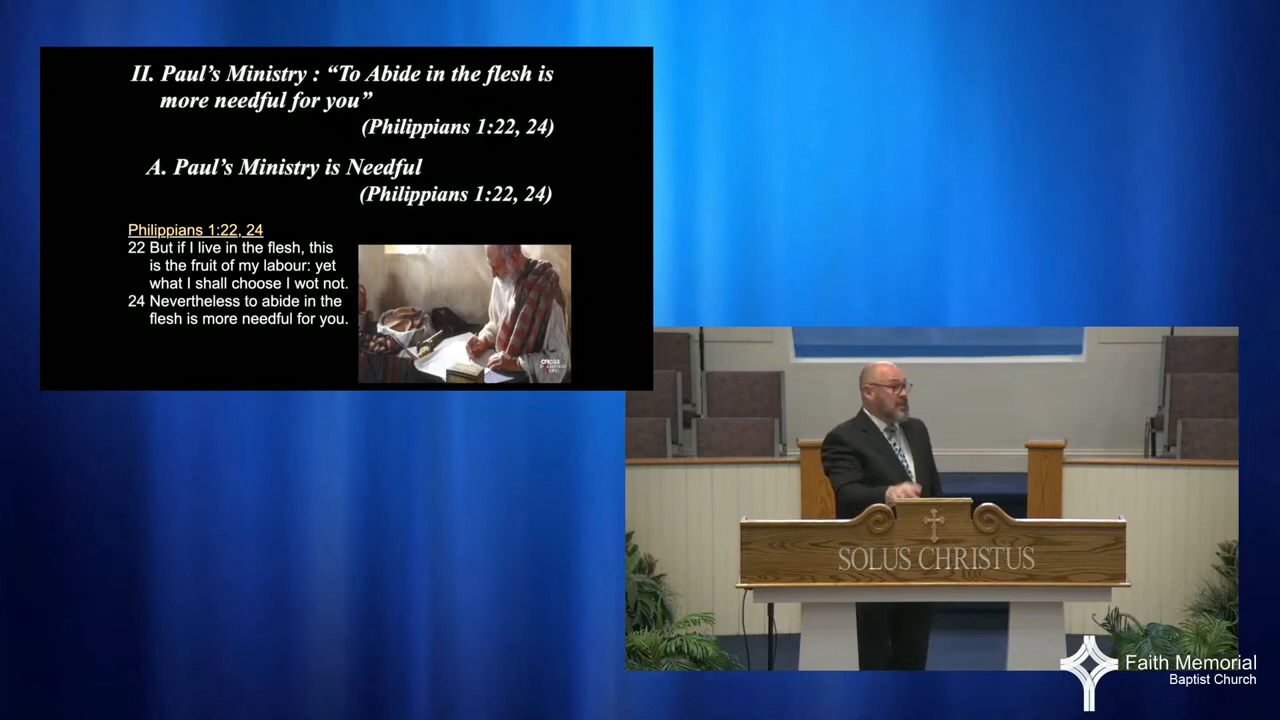 II. Paul's Ministry : “To Abide in the flesh is
more needful for you”
(Philippians 1:22, 24)
A. Paul's Ministry is Needful
(Philippians 1:22, 24)
Philippians 1:22, 24
22 But if I live in the flesh, this
is the fruit of my labour: yet
what I shall choose I wot not.
24 Nevertheless to abide in the
flesh is more needful for you.
CROSS
SOLUS CHRISTUS
Faith Memorial
Baptist Church